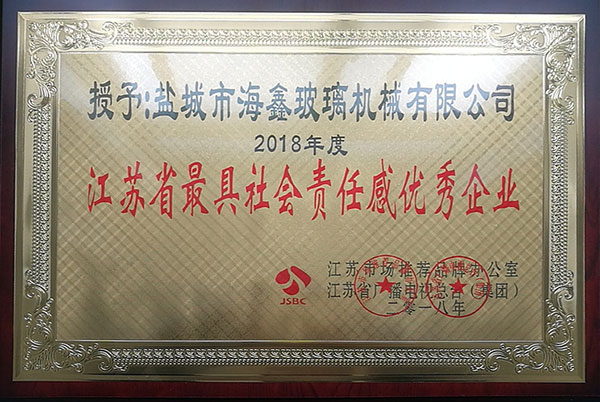 授予:盐城市海鑫玻璃机械有限公司
2018年度
江苏省最具社会责任感优秀企业
JSBC
江苏市场推荐品牌办公室
江苏省广播电视总台（集团）
二零一八年